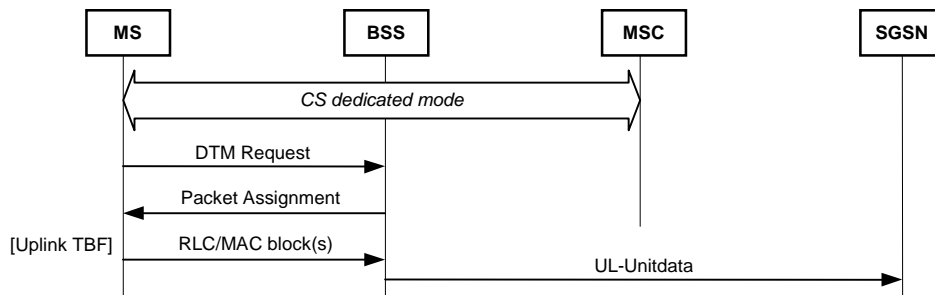 MS BSS MSC SGSN
CS dedicated mode
DTM Request
Packet Assignment
[Uplink TBF] RLC/MAC block(s)
UL-Unitdata